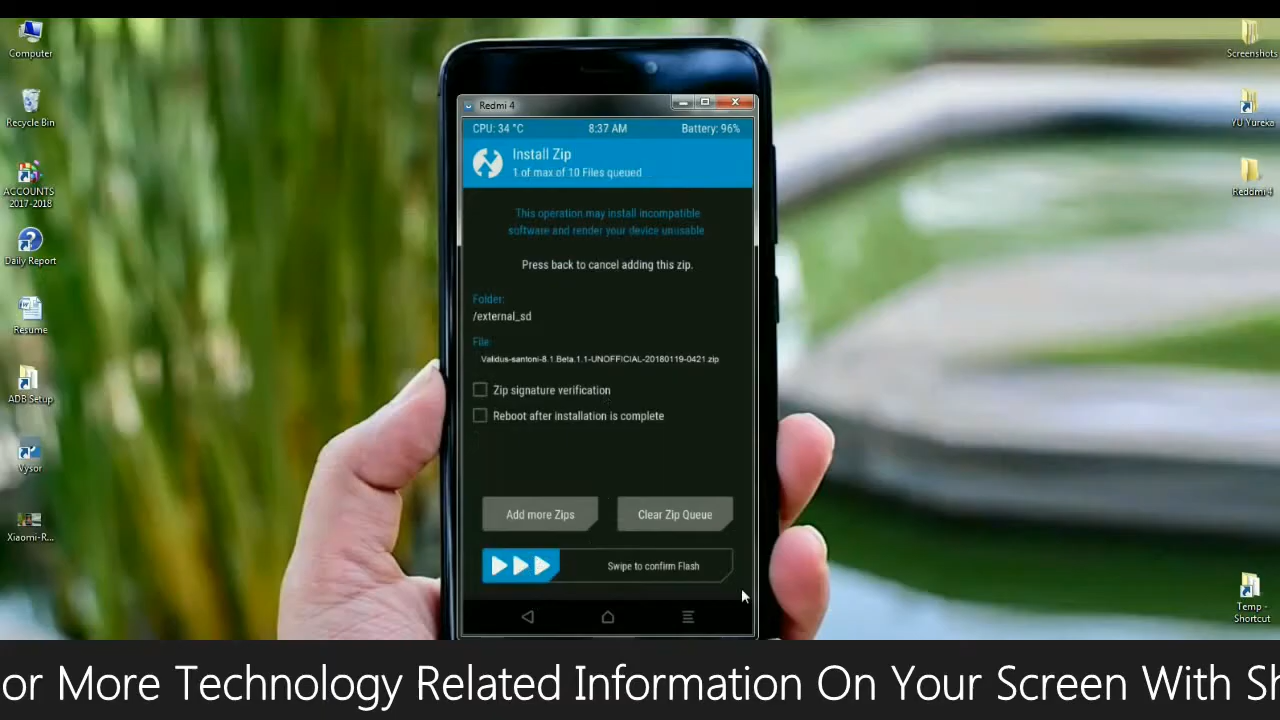 Computer
Recycle Bin
ACCOUNTS
2017-2018
Daily Report
Resume
ADB Setup
Vysor
Xiaomi-R...
Redmi 4
CPU: 34 °C 8:37 AM Battery: 96%
Install Zip
1 of max of 10 Files queued
This operation may install incompatible
software and render your device unusable.
Press back to cancel adding this zip.
Folder:
/external_sd
File:
Validus-santoni-8.1.Beta.1.1-UNOFFICIAL-20180119-0421.zip
Zip signature verification
Reboot after installation is complete
Add more Zips Clear Zip Queue
Swipe to confirm Flash
Screenshots
YU Yureka
Redomi 4
Temp -
Shortcut
or More Technology Related Information On Your Screen With Sh